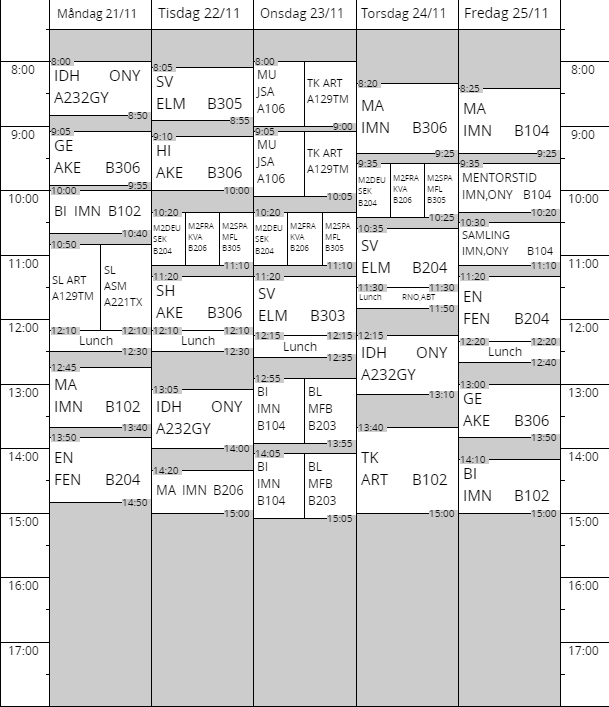 Måndag 21/11
Tisdag 22/11
Onsdag 23/11
Torsdag 24/11
Fredag 25/11
8:00
9:00
10:00
11:00
12:00
13:00
14:00
15:00
16:00
17:00
8:00
IDH ONY
A232GY
8:50
9:05
GE
AKE B306
9:55
10:00
BI IMN B102
10:40
10:50
SL ART
A129TM
SL
ASM
A221TX
12:10 12:10
Lunch
12:30
12:45
MA
IMN B102
13:40
13:50
EN
FEN B204
14:50
8:05
SV
ELM B305
8:55
9:10
HI
AKE B306
10:00
10:20
M2DEU
SEK
B204
M2FRA
KVA
B206
M2SPA
MFL
B305
11:10
11:20
SH
AKE B306
12:10 12:10
Lunch
12:30
13:05
IDH ONY
A232GY
14:00
14:20
MA IMN B206
15:00
8:00
MU
JSA
A106
TK ART
A129TM
9:00
9:05
MU
JSA
A106
TK ART
A129TM
10:05
10:20
M2DEU
SEK
B204
M2FRA
KVA
B206
M2SPA
MFL
B305
11:10
11:20
SV
ELM B303
12:15 12:15
Lunch
12:35
12:55
BI
IMN
B104
BL
MFB
B203
13:55
14:05
BI
IMN
B104
BL
MFB
B203
15:05
8:20
MA
IMN B306
9:25
9:35
M2DEU
SEK
B204
M2FRA
KVA
B206
M2SPA
MFL
B305
10:25
10:35
SV
ELM B204
11:30 11:30
Lunch RNO,ABT
11:50
12:15
IDH ONY
A232GY
13:10
13:40
TK
ART B102
15:00
8:25
MA
IMN B104
9:25
9:35
MENTORSTID
IMN,ONY B104
10:20
10:30
SAMLING
IMN,ONY B104
11:10
11:20
EN
FEN B204
12:20 12:20
Lunch
12:40
13:00
GE
AKE B306
13:50
14:10
BI
IMN B102
15:00
8:00
9:00
10:00
11:00
12:00
13:00
14:00
15:00
16:00
17:00